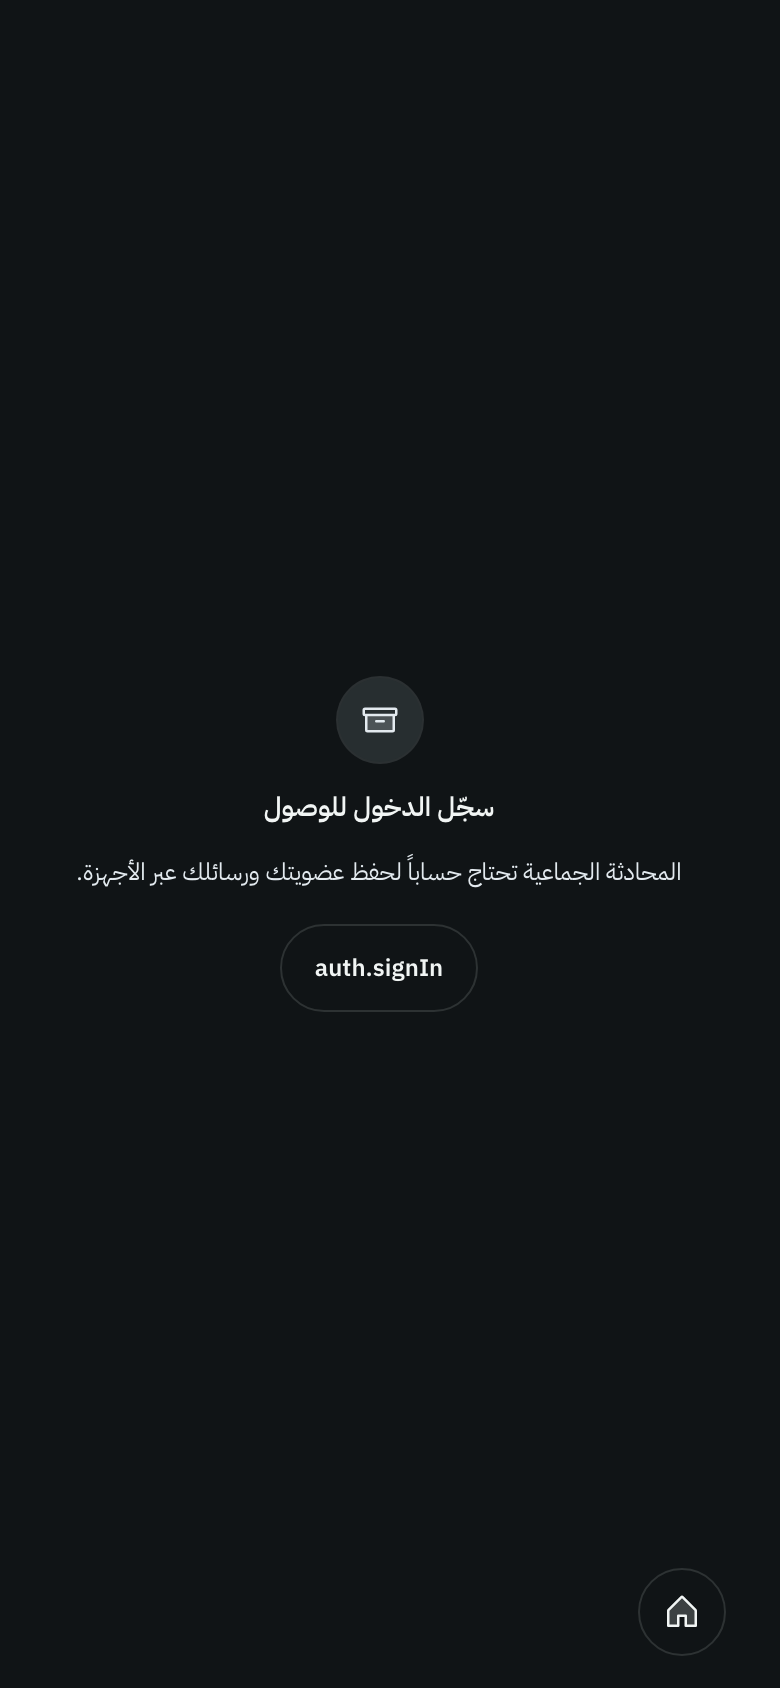 سجّل الدخول للوصول
المحادثة الجماعية تحتاج حساباً لحفظ عضويتك ورسائلك عبر الأجهزة.
auth.signIn